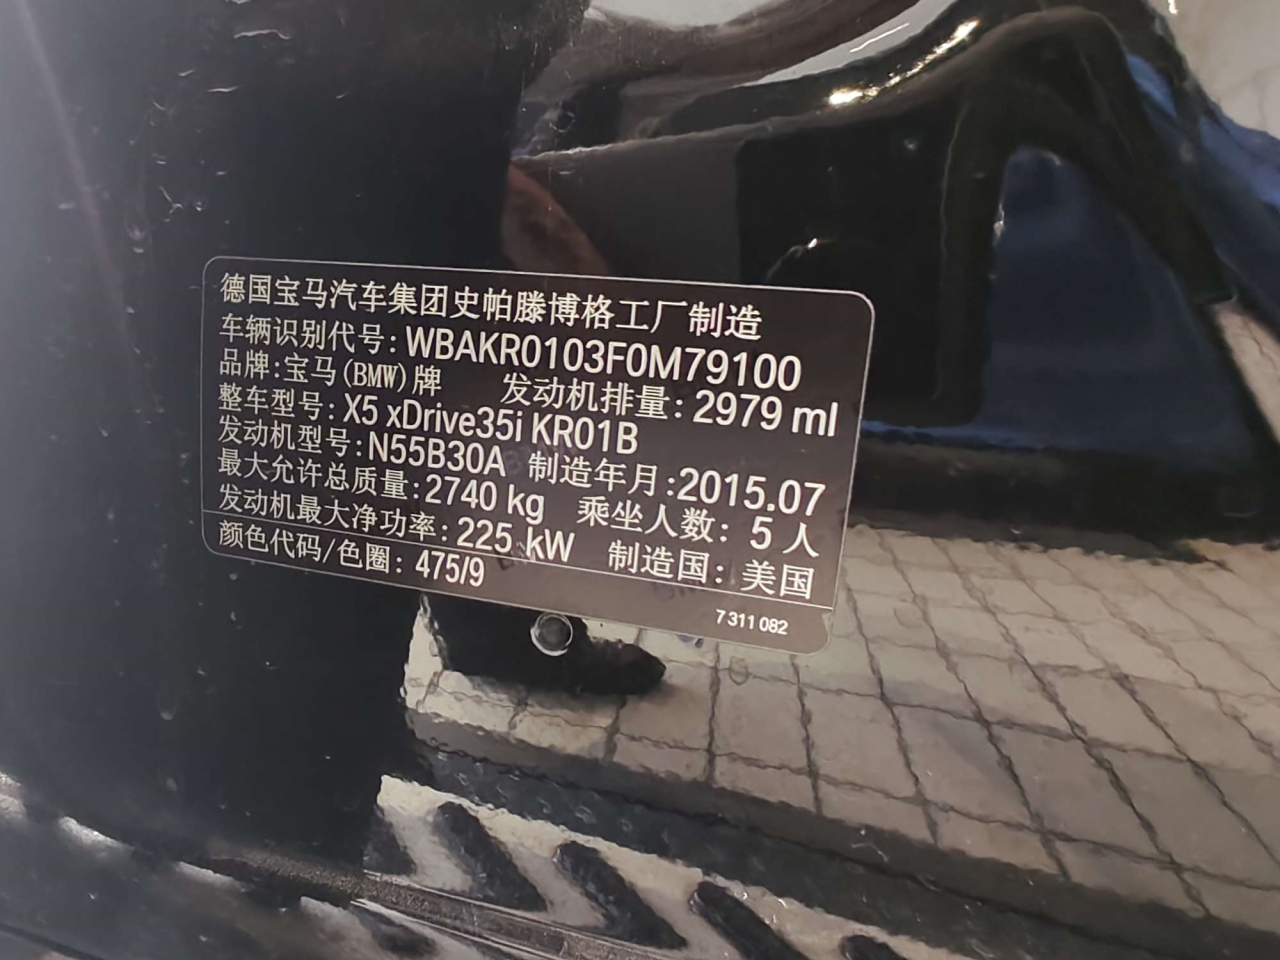 德国宝马汽车集团史帕滕博格工厂制造
车辆识别代号: WBAKR0103F0M79100
品牌:宝马(BMW)牌 发动机排量: 2979 ml
整车型号: X5 xDrive35i KR01B
发动机型号: N55B30A 制造年月:2015.07
最大允许总质量:2740 kg 乘坐人数: 5 人
发动机最大净功率: 225 kW 制造国: 美国
颜色代码/色圈: 475/9
7 311 082